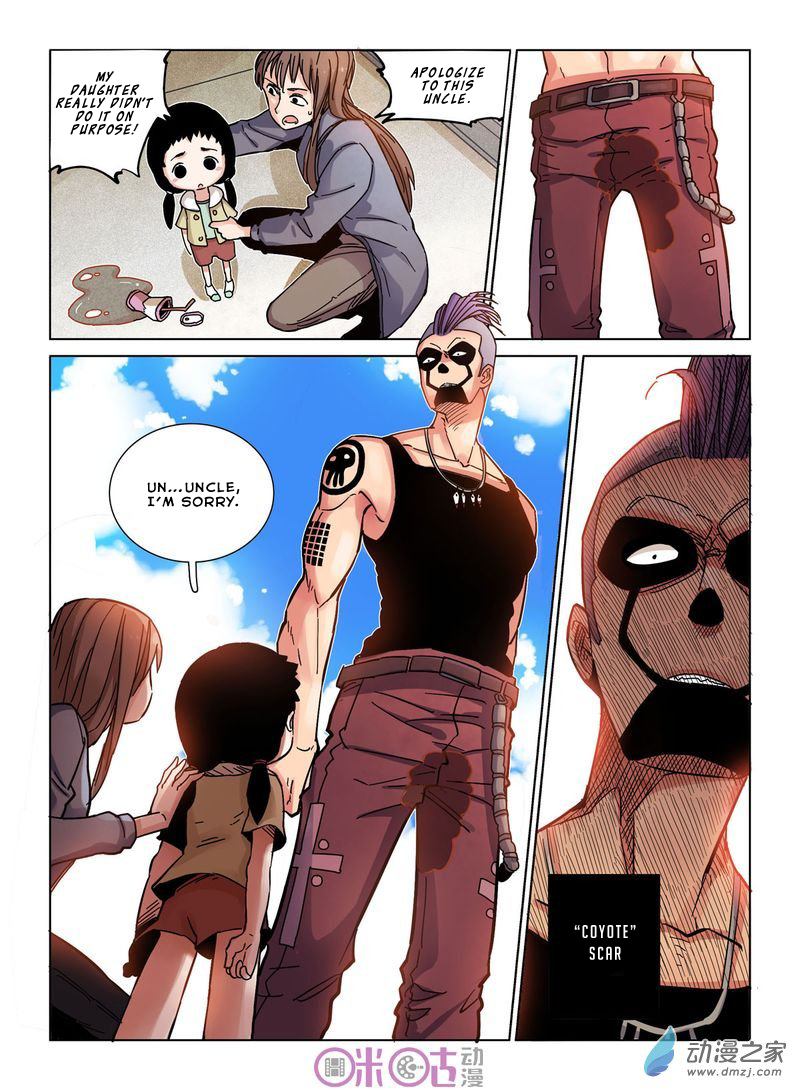 MY
DAUGHTER
REALLY DIDN'T
DO IT ON
PURPOSE!
APOLOGIZE
TO THIS
UNCLE.
UN...UNCLE,
I'M SORRY.
"COYOTE"
SCAR
咪咕动漫
动漫之家
www.dmzj.com